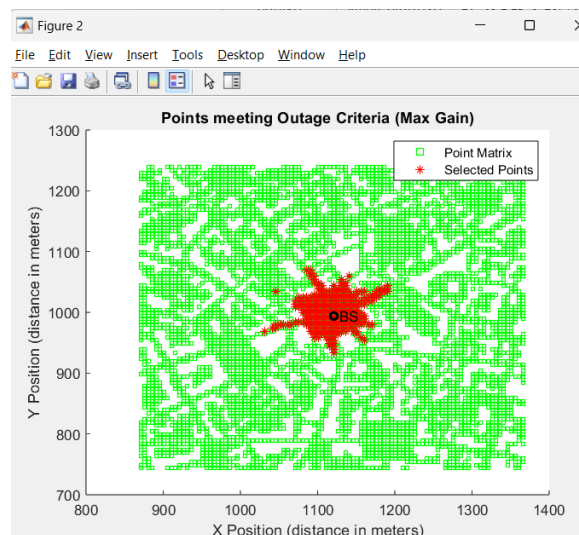 Figure 2
File Edit View Insert Tools Desktop Window Help
Points meeting Outage Criteria (Max Gain)
1300
1200
1100
1000
900
800
700
Y Position (distance in meters)
Point Matrix
Selected Points
BS
800 900 1000 1100 1200 1300 1400
X Position (distance in meters)